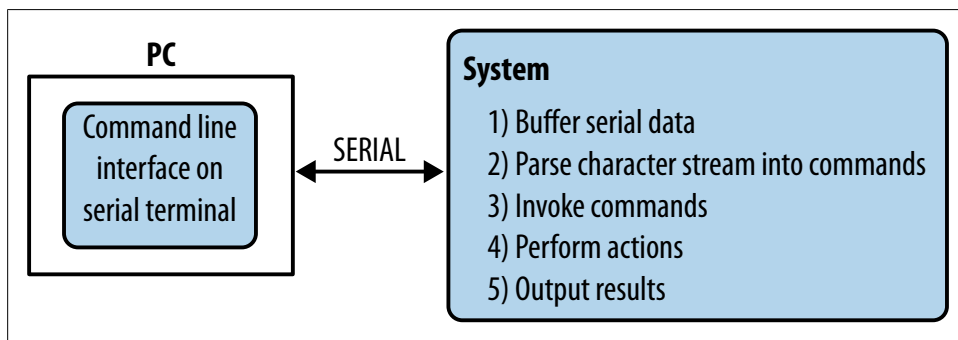 PC
Command line
interface on
serial terminal
SERIAL
System
1) Buffer serial data
2) Parse character stream into commands
3) Invoke commands
4) Perform actions
5) Output results